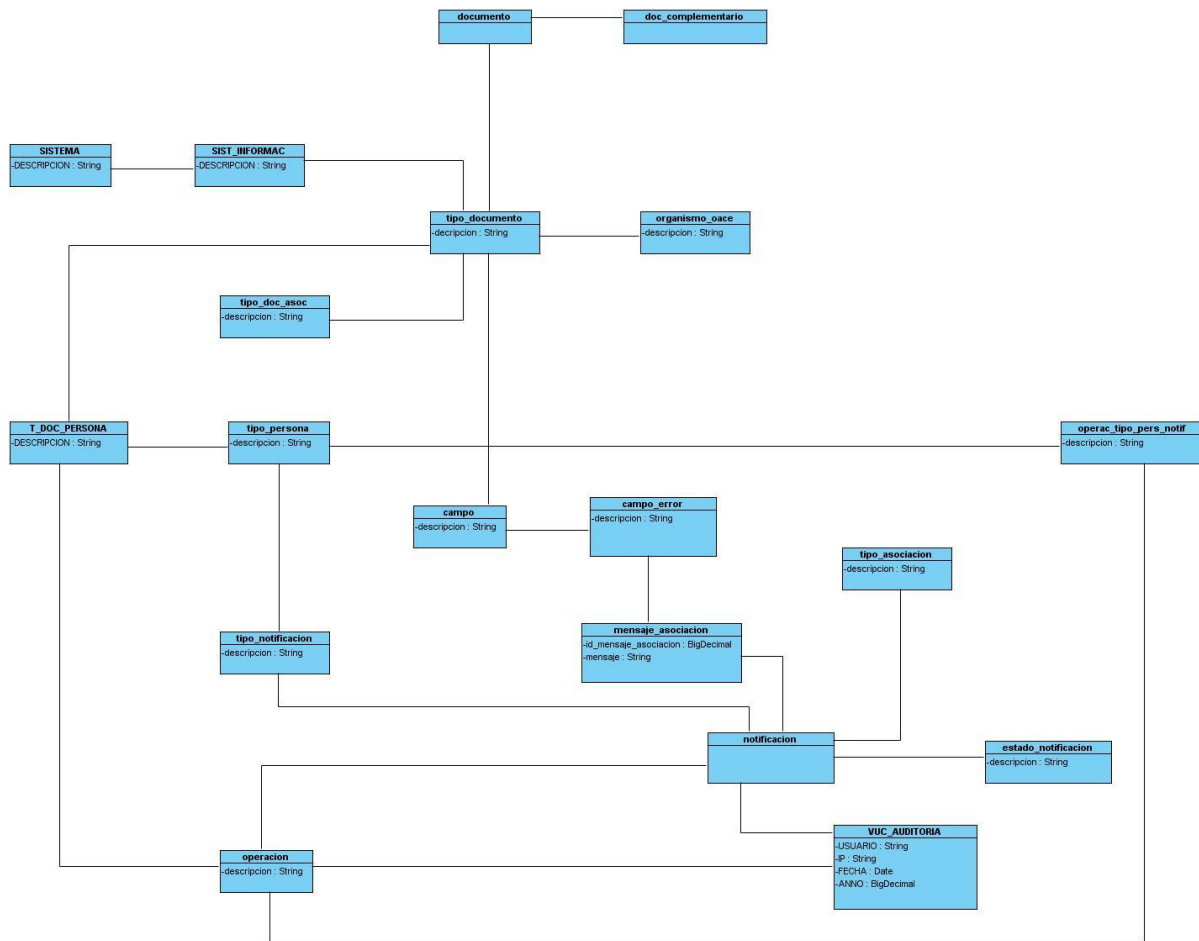 documento
doc_complementario
SISTEMA
-DESCRIPCION : String
SIST_INFORMAC
-DESCRIPCION : String
tipo_documento
-decripcion : String
organismo_oace
-descripcion : String
tipo_doc_asoc
-descripcion : String
T_DOC_PERSONA
-DESCRIPCION : String
tipo_persona
-descripcion : String
operac_tipo_pers_notif
-descripcion : String
campo
-descripcion : String
campo_error
-descripcion : String
tipo_asociacion
-descripcion : String
tipo_notificacion
-descripcion : String
mensaje_asociacion
-id_mensaje_asociacion : BigDecimal
-mensaje : String
notificacion
estado_notificacion
-descripcion : String
operacion
-descripcion : String
VUC_AUDITORIA
-USUARIO : String
-IP : String
-FECHA : Date
-ANNO : BigDecimal